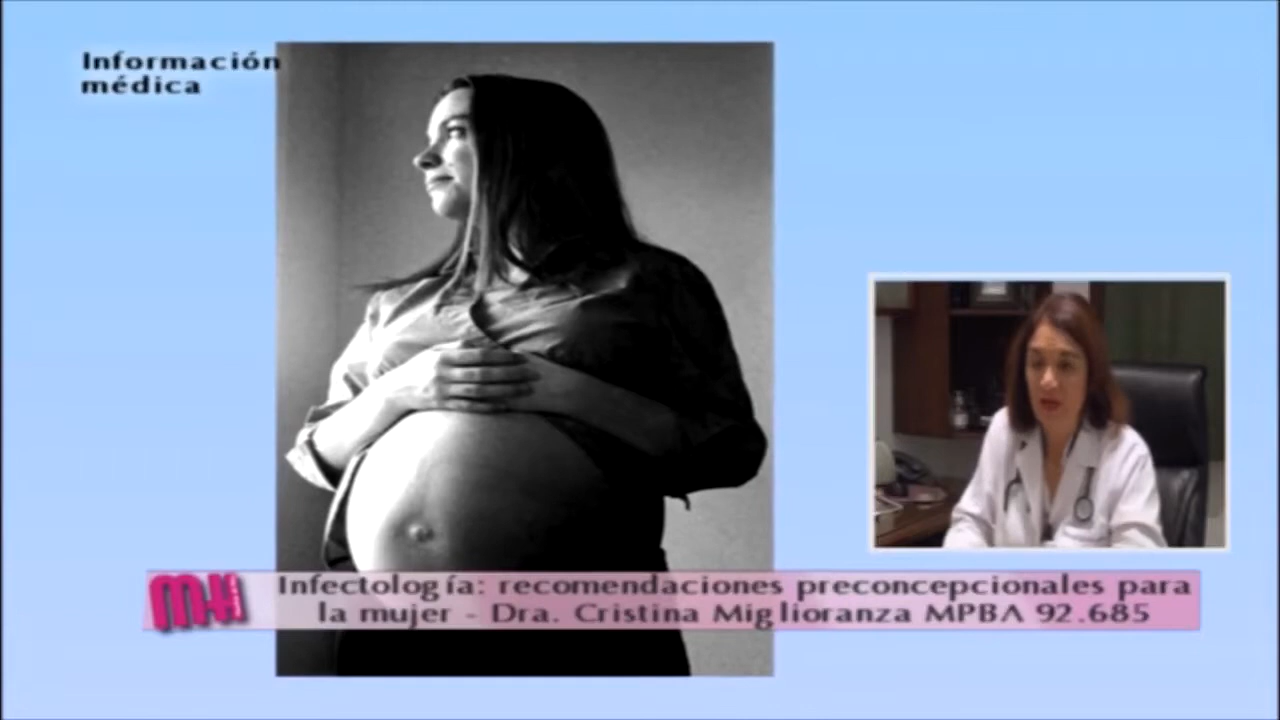 Información
médica
M+H
Infectología: recomendaciones preconcepcionales para
la mujer - Dra. Cristina Miglioranza MPBA 92.685